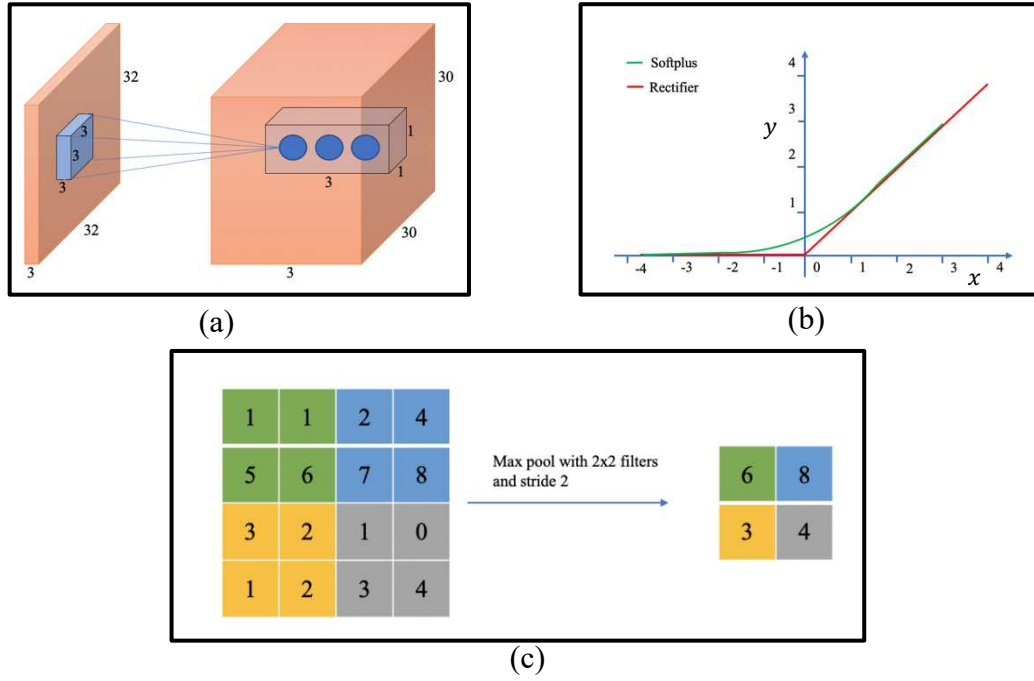 32
3
3
3
32
3
30
1
1
3
30
3
(a)
Softplus
Rectifier
y
4
3
2
1
-4 -3 -2 -1 0 1 2 3 4
x
(b)
1 1 2 4
5 6 7 8
3 2 1 0
1 2 3 4
Max pool with 2x2 filters
and stride 2
6 8
3 4
(c)